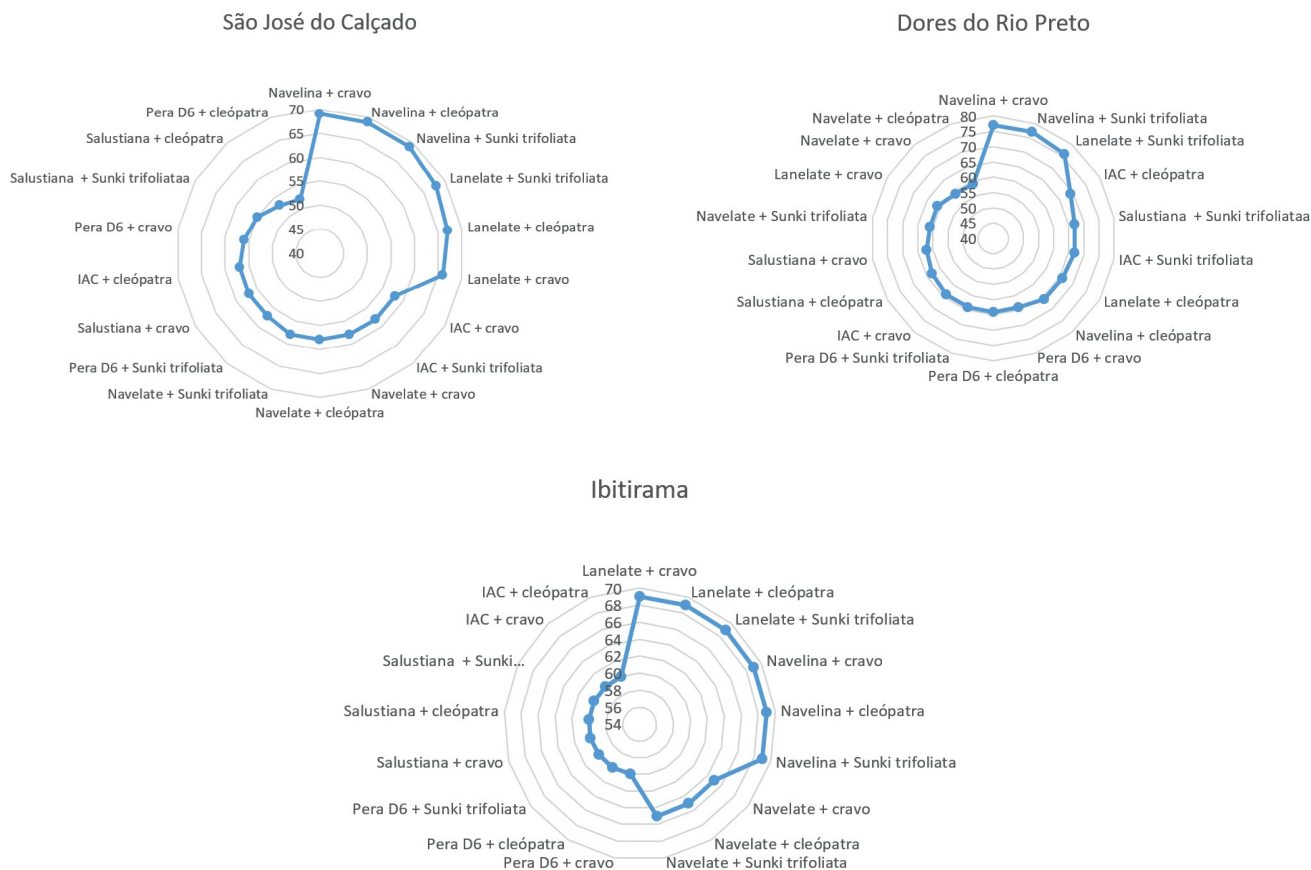 São José do Calçado
Navelina + cravo
Navelina + cleópatra
Navelina + Sunki trifoliata
Lanelate + Sunki trifoliata
Lanelate + cleópatra
Lanelate + cravo
IAC + cravo
IAC + Sunki trifoliata
Navelate + cravo
Navelate + cleópatra
Navelate + Sunki trifoliata
Pera D6 + Sunki trifoliata
Salustiana + cravo
IAC + cleópatra
Pera D6 + cravo
Salustiana + Sunki trifoliataa
Salustiana + cleópatra
Pera D6 + cleópatra
70
65
60
55
50
45
40
Dores do Rio Preto
Navelina + cravo
Navelina + Sunki trifoliata
Lanelate + Sunki trifoliata
IAC + cleópatra
Salustiana + Sunki trifoliataa
IAC + Sunki trifoliata
Lanelate + cleópatra
Navelina + cleópatra
Pera D6 + cravo
Pera D6 + cleópatra
Pera D6 + Sunki trifoliata
IAC + cravo
Salustiana + cleópatra
Salustiana + cravo
Navelate + Sunki trifoliata
Lanelate + cravo
Navelate + cravo
Navelate + cleópatra
80
75
70
65
60
55
50
45
40
Ibitirama
Lanelate + cravo
Lanelate + cleópatra
Lanelate + Sunki trifoliata
Navelina + cravo
Navelina + cleópatra
Navelina + Sunki trifoliata
Navelate + cravo
Navelate + cleópatra
Navelate + Sunki trifoliata
Pera D6 + cravo
Pera D6 + cleópatra
Pera D6 + Sunki trifoliata
Salustiana + cravo
Salustiana + cleópatra
Salustiana + Sunki...
IAC + cravo
IAC + cleópatra
70
68
66
64
62
60
58
56
54